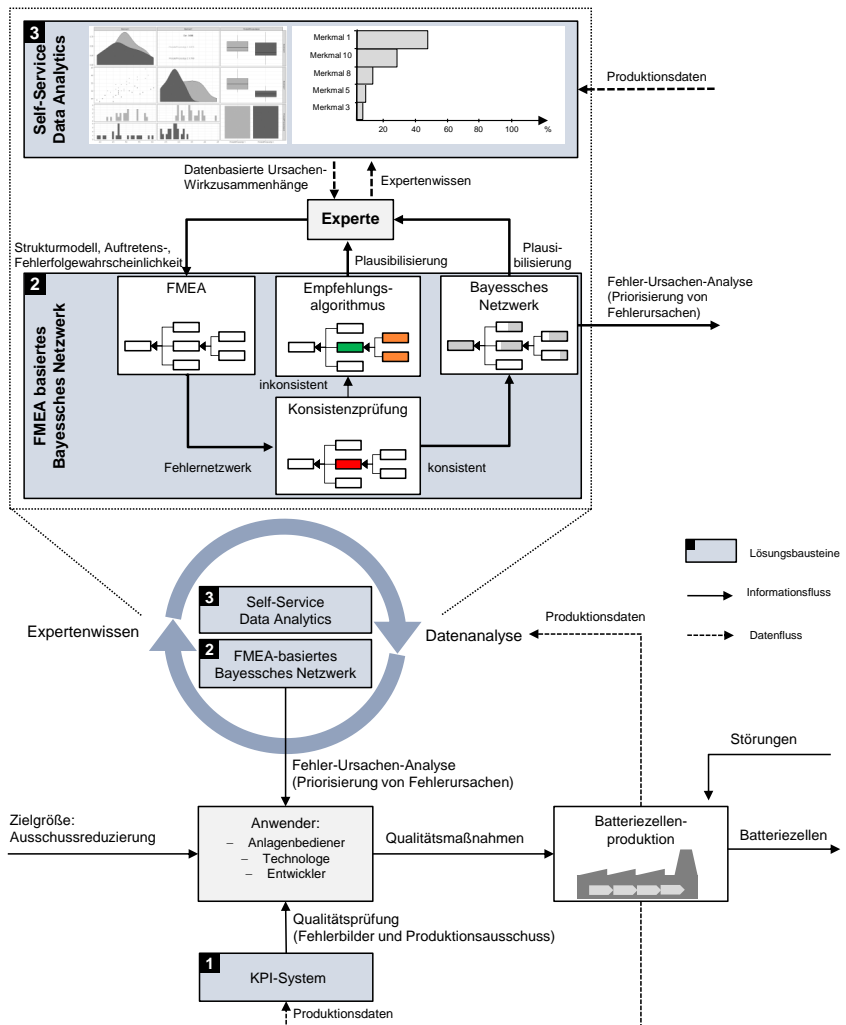 3
Self-Service
Data Analytics
Merkmal 1
Merkmal 10
Merkmal 8
Merkmal 5
Merkmal 3
20
40
60
80
100
%
Produktionsdaten
Datenbasierte Ursachen-
Wirkzusammenhänge
Expertenwissen
Experte
Strukturmodell, Auftretens-,
Fehlerfolgewahrscheinlichkeit
Plausibilisierung
Plausi-
bilisierung
2
FMEA basiertes
Bayessches Netzwerk
FMEA
Empfehlungs-
algorithmus
Bayessches
Netzwerk
Fehler-Ursachen-Analyse
(Priorisierung von
Fehlerursachen)
inkonsistent
Konsistenzprüfung
Fehlernetzwerk
konsistent
Lösungsbausteine
Informationsfluss
Datenfluss
3
Self-Service
Data Analytics
Expertenwissen
Datenanalyse
Produktionsdaten
2
FMEA-basiertes
Bayessches Netzwerk
Fehler-Ursachen-Analyse
(Priorisierung von Fehlerursachen)
Störungen
Zielgröße:
Ausschussreduzierung
Anwender:
– Anlagenbediener
– Technologe
– Entwickler
Qualitätsmaßnahmen
Batteriezellen-
produktion
Batteriezellen
Qualitätsprüfung
(Fehlerbilder und Produktionsausschuss)
1
KPI-System
Produktionsdaten